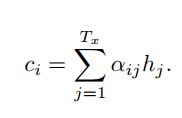 c_i = \sum_{j=1}^{T_x} \alpha_{ij} h_j.